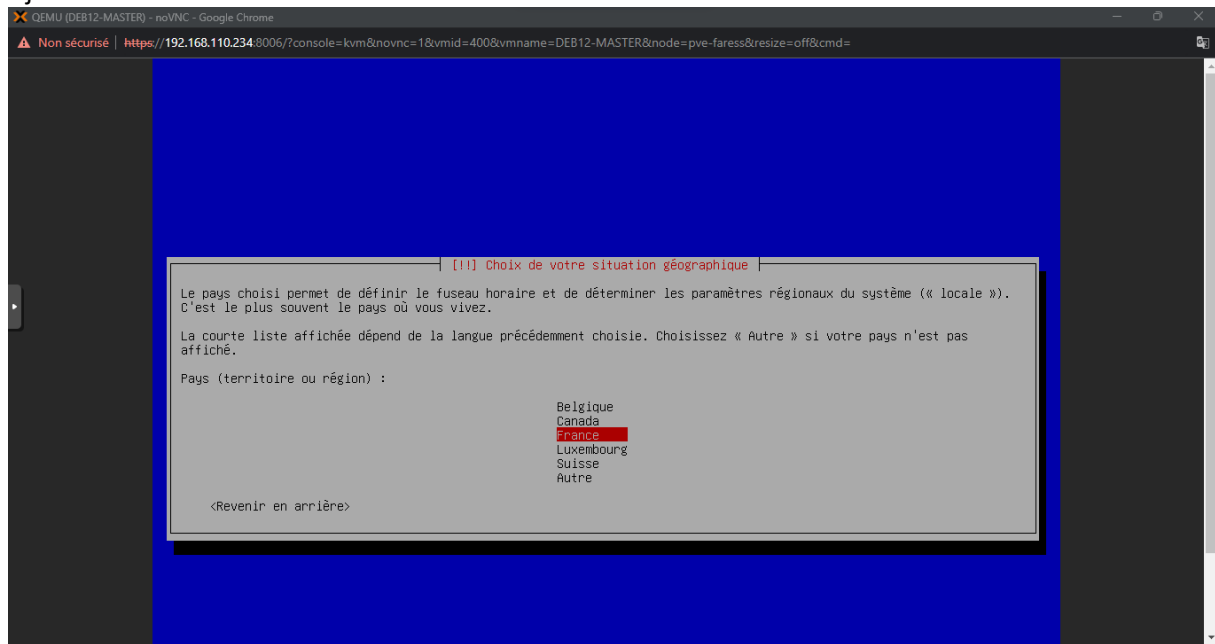 QEMU (DEB12-MASTER) - noVNC - Google Chrome
Non sécurisé | https://192.168.110.234:8006/?console=kvm&novnc=1&vmid=400&vmname=DEB12-MASTER&node=pve-faress&resize=off&cmd=
[!!] Choix de votre situation géographique
Le pays choisi permet de définir le fuseau horaire et de déterminer les paramètres régionaux du système (« locale »).
C'est le plus souvent le pays où vous vivez.
La courte liste affichée dépend de la langue précédemment choisie. Choisissez « Autre » si votre pays n'est pas
affiché.
Pays (territoire ou région) :
Belgique
Canada
France
Luxembourg
Suisse
Autre
<Revenir en arrière>